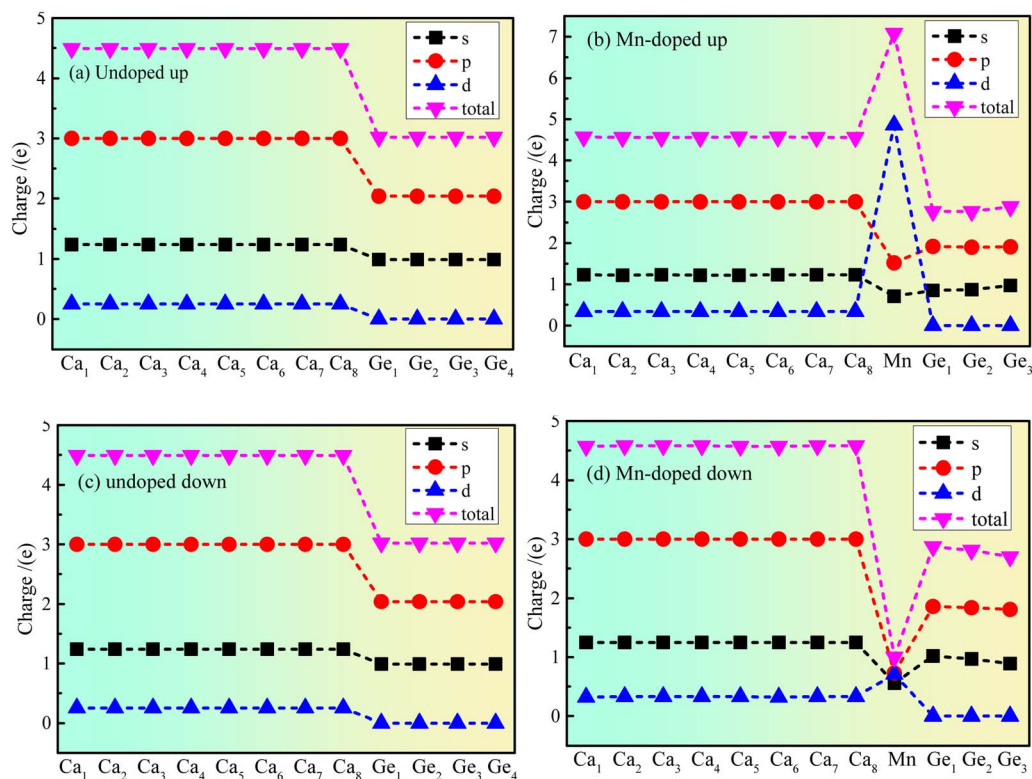 5
4
3
2
1
0
Charge /(e)
(a) Undoped up
s
p
d
total
Ca1 Ca2 Ca3 Ca4 Ca5 Ca6 Ca7 Ca8 Ge1 Ge2 Ge3 Ge4
7
6
5
4
3
2
1
0
Charge /(e)
(b) Mn-doped up
s
p
d
total
Ca1 Ca2 Ca3 Ca4 Ca5 Ca6 Ca7 Ca8 Mn Ge1 Ge2 Ge3
5
4
3
2
1
0
Charge /(e)
(c) undoped down
s
p
d
total
Ca1 Ca2 Ca3 Ca4 Ca5 Ca6 Ca7 Ca8 Ge1 Ge2 Ge3 Ge4
5
4
3
2
1
0
Charge /(e)
(d) Mn-doped down
s
p
d
total
Ca1 Ca2 Ca3 Ca4 Ca5 Ca6 Ca7 Ca8 Mn Ge1 Ge2 Ge3